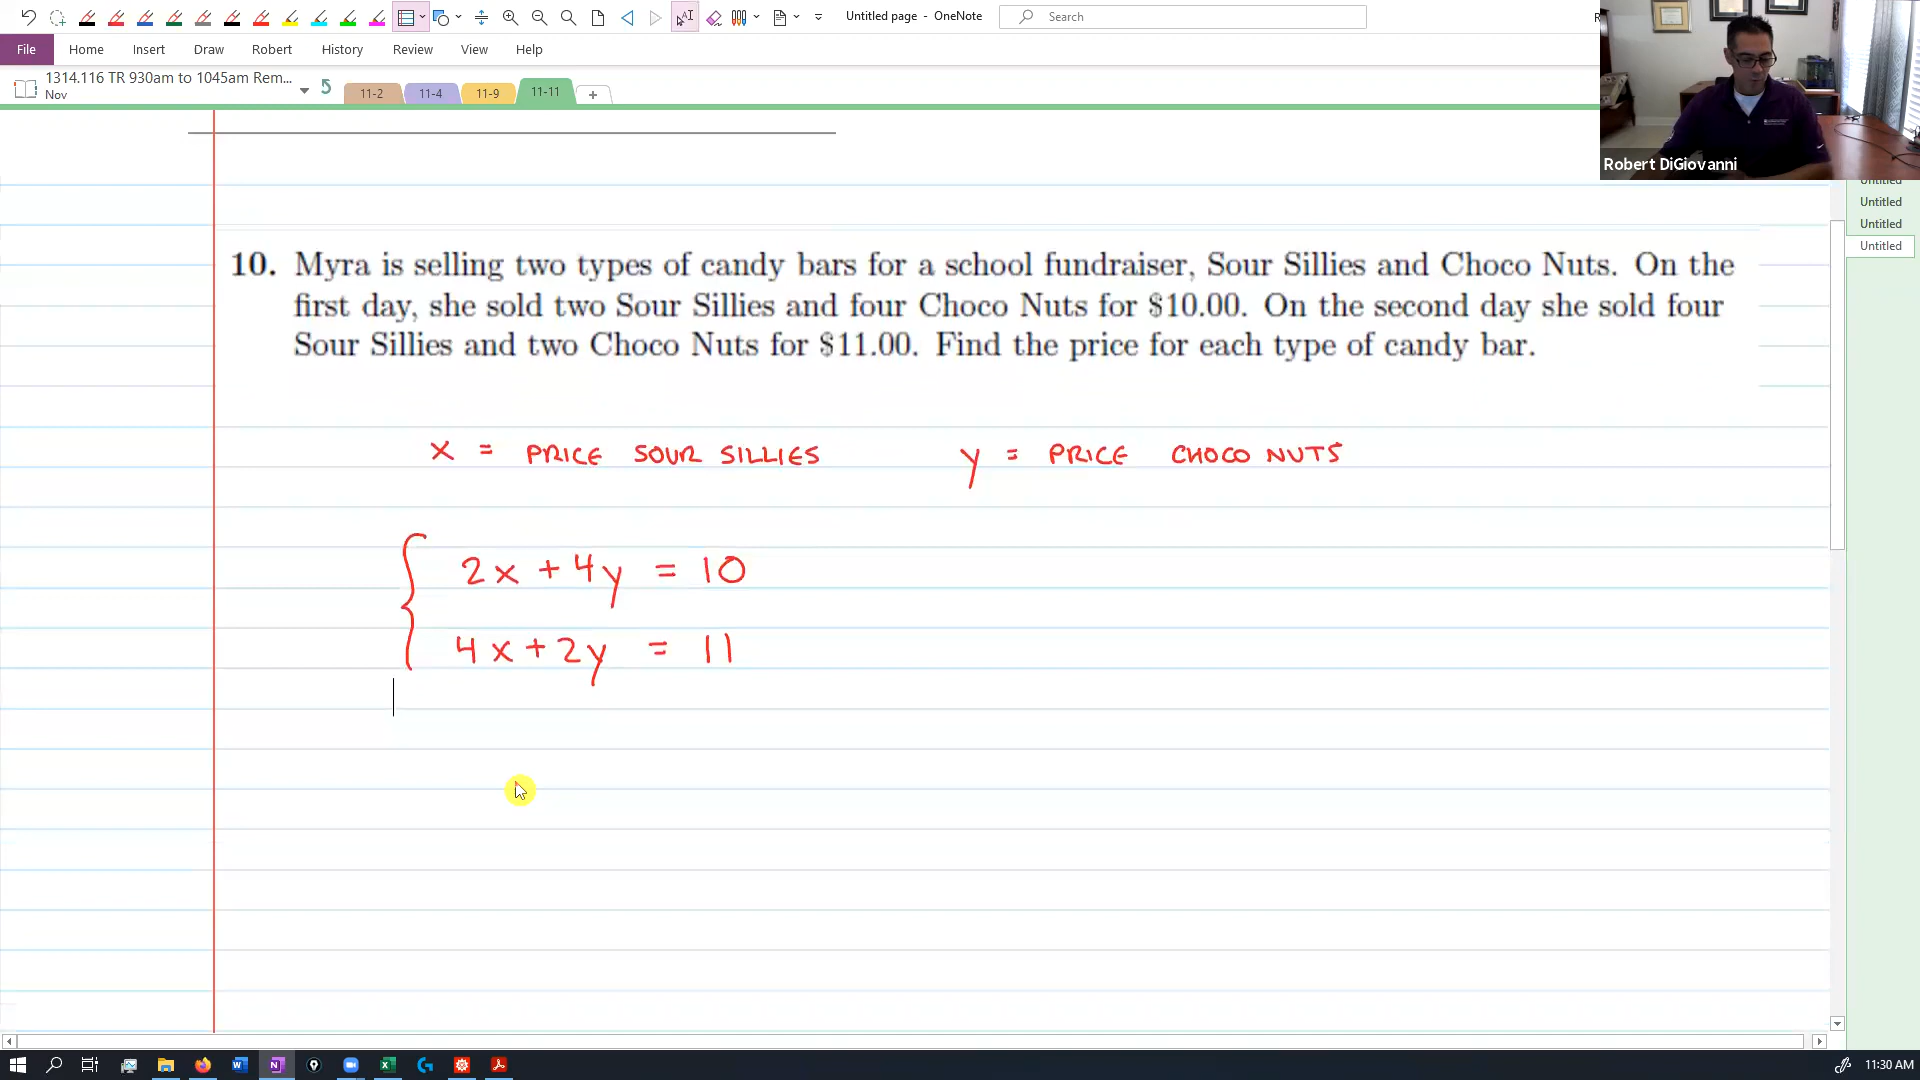 Untitled page - OneNote
Search
File Home Insert Draw Robert History Review View Help
1314.116 TR 930am to 1045am Rem...
Nov
11-2 11-4 11-9 11-11
Robert DiGiovanni
Untitled
Untitled
Untitled
Untitled
10. Myra is selling two types of candy bars for a school fundraiser, Sour Sillies and Choco Nuts. On the
first day, she sold two Sour Sillies and four Choco Nuts for $10.00. On the second day she sold four
Sour Sillies and two Choco Nuts for $11.00. Find the price for each type of candy bar.
x = PRICE SOUR SILLIES y = PRICE CHOCO NUTS
2x + 4y = 10
4x + 2y = 11
11:30 AM